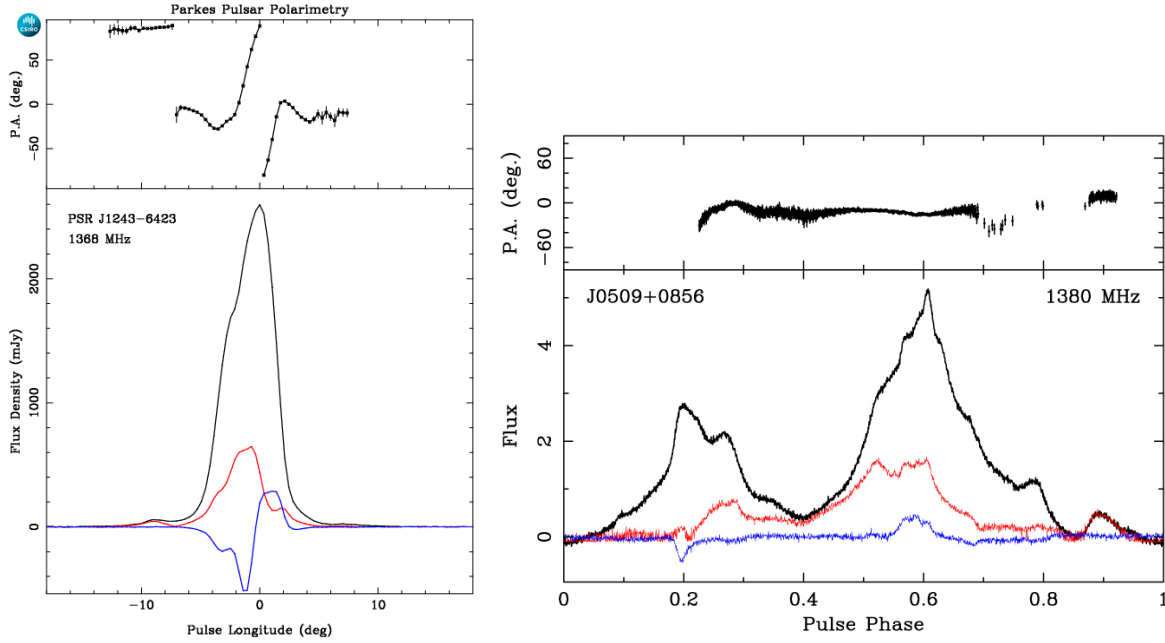 Parkes Pulsar Polarimetry
CSIRO
P.A. (deg.)
50
0
−50
PSR J1243−6423
1368 MHz
Flux Density (mJy)
2000
1000
0
−10
0
10
Pulse Longitude (deg)
P.A. (deg.)
60
0
−60
J0509+0856
1380 MHz
Flux
4
2
0
0
0.2
0.4
0.6
0.8
1
Pulse Phase